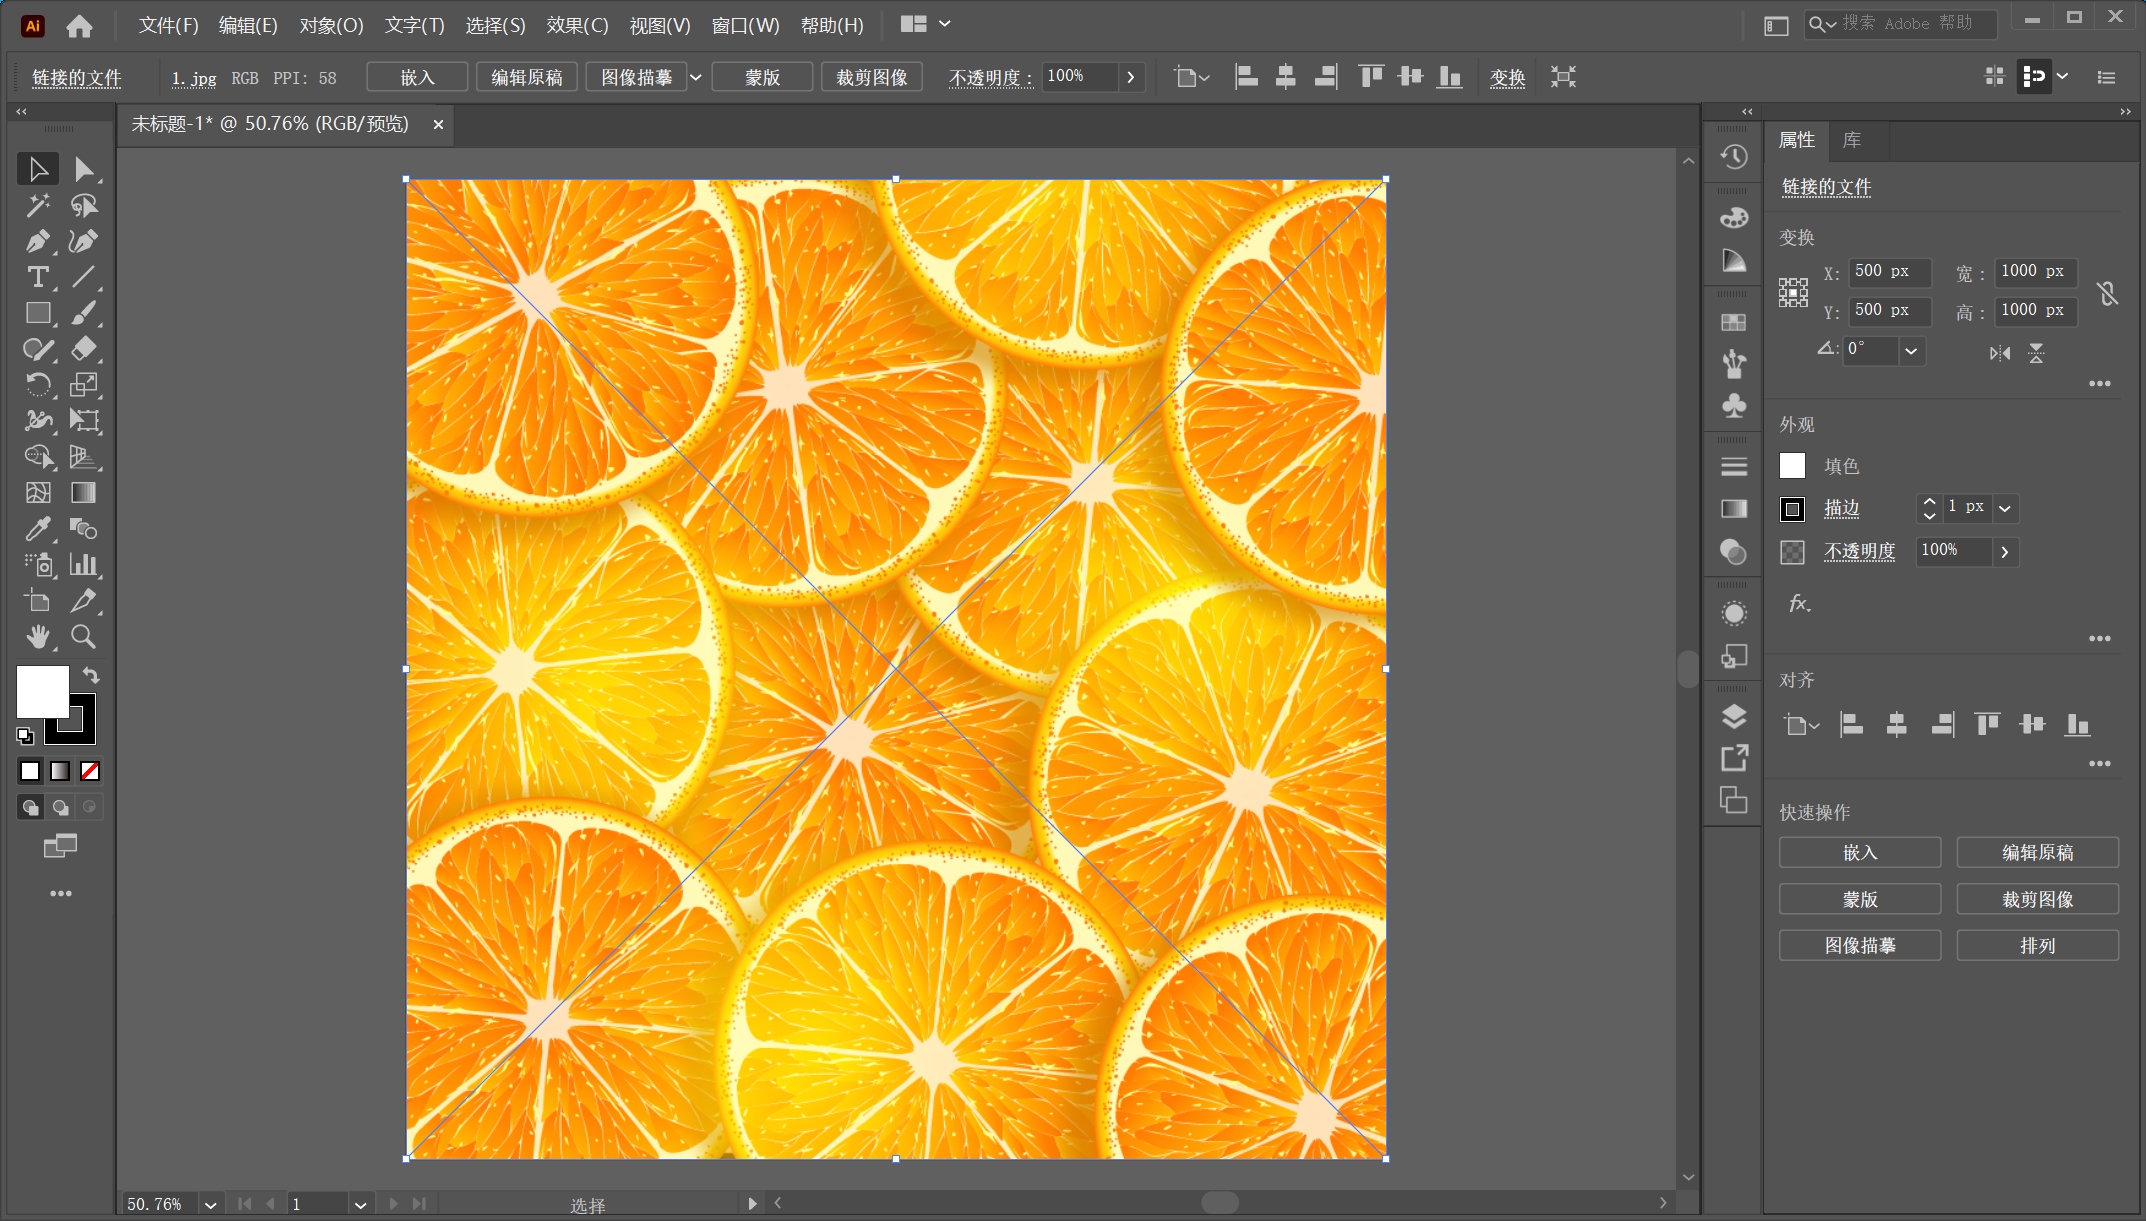 Ai 文件(F) 编辑(E) 对象(O) 文字(T) 选择(S) 效果(C) 视图(V) 窗口(W) 帮助(H) 搜索 Adobe 帮助
链接的文件 1.jpg RGB PPI: 58 嵌入 编辑原稿 图像描摹 蒙版 裁剪图像 不透明度: 100% 变换
未标题-1* @ 50.76% (RGB/预览)
属性 库
链接的文件
变换
X: 500 px 宽: 1000 px
Y: 500 px 高: 1000 px
0°
外观
填色
描边 1 px
不透明度 100%
fx.
对齐
快速操作
嵌入 编辑原稿
蒙版 裁剪图像
图像描摹 排列
50.76% 1 选择